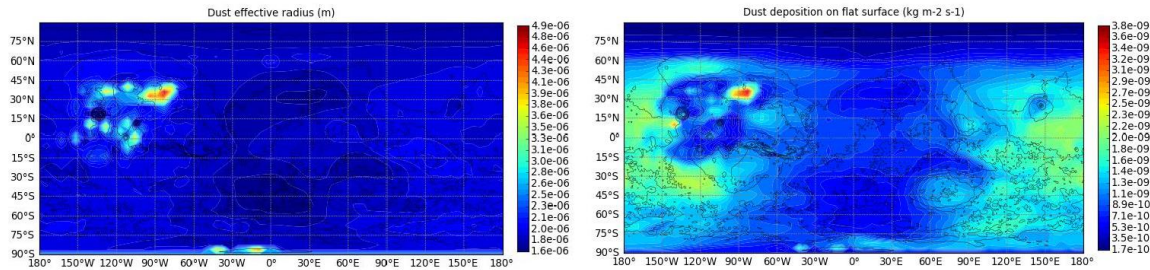 Dust effective radius (m)
75°N
60°N
45°N
30°N
15°N
0°
15°S
30°S
45°S
60°S
75°S
90°S
180° 150°W 120°W 90°W 60°W 30°W 0° 30°E 60°E 90°E 120°E 150°E 180°
4.9e-06
4.8e-06
4.6e-06
4.4e-06
4.3e-06
4.1e-06
3.9e-06
3.8e-06
3.6e-06
3.4e-06
3.3e-06
3.1e-06
3.0e-06
2.8e-06
2.6e-06
2.5e-06
2.3e-06
2.1e-06
2.0e-06
1.8e-06
1.6e-06
Dust deposition on flat surface (kg m-2 s-1)
75°N
60°N
45°N
30°N
15°N
0°
15°S
30°S
45°S
60°S
75°S
90°S
180° 150°W 120°W 90°W 60°W 30°W 0° 30°E 60°E 90°E 120°E 150°E 180°
3.8e-09
3.6e-09
3.4e-09
3.2e-09
3.1e-09
2.9e-09
2.7e-09
2.5e-09
2.3e-09
2.2e-09
2.0e-09
1.8e-09
1.6e-09
1.4e-09
1.3e-09
1.1e-09
8.9e-10
7.1e-10
5.3e-10
3.5e-10
1.7e-10